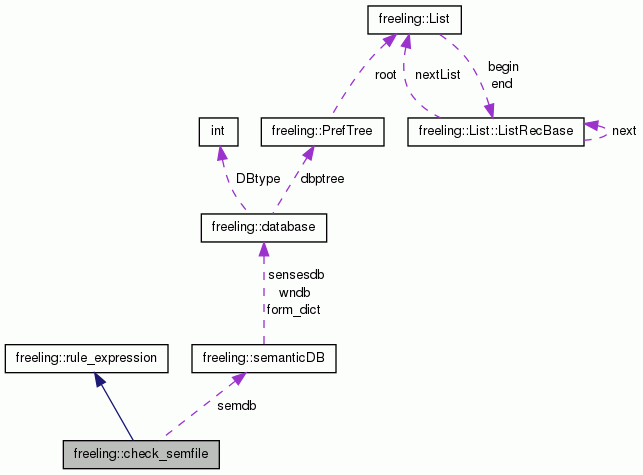 freeling::List
root
nextList
begin
end
int
freeling::PrefTree
freeling::List::ListRecBase
next
DBtype
dbptree
freeling::database
sensesdb
wndb
form_dict
freeling::rule_expression
freeling::semanticDB
semdb
freeling::check_semfile